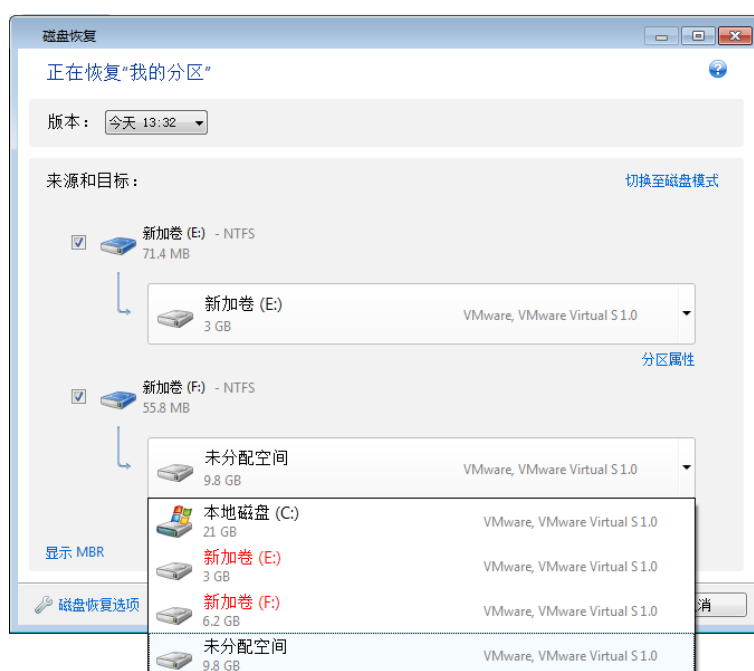 磁盘恢复
正在恢复"我的分区"
版本： 今天 13:32
来源和目标： 切换至磁盘模式
新加卷 (E:) - NTFS
71.4 MB
新加卷 (E:)
3 GB VMware, VMware Virtual S 1.0
分区属性
新加卷 (F:) - NTFS
55.8 MB
未分配空间
9.8 GB VMware, VMware Virtual S 1.0
本地磁盘 (C:)
21 GB VMware, VMware Virtual S 1.0
显示 MBR
新加卷 (E:)
3 GB VMware, VMware Virtual S 1.0
磁盘恢复选项
新加卷 (F:)
6.2 GB VMware, VMware Virtual S 1.0
消
未分配空间
9.8 GB VMware, VMware Virtual S 1.0